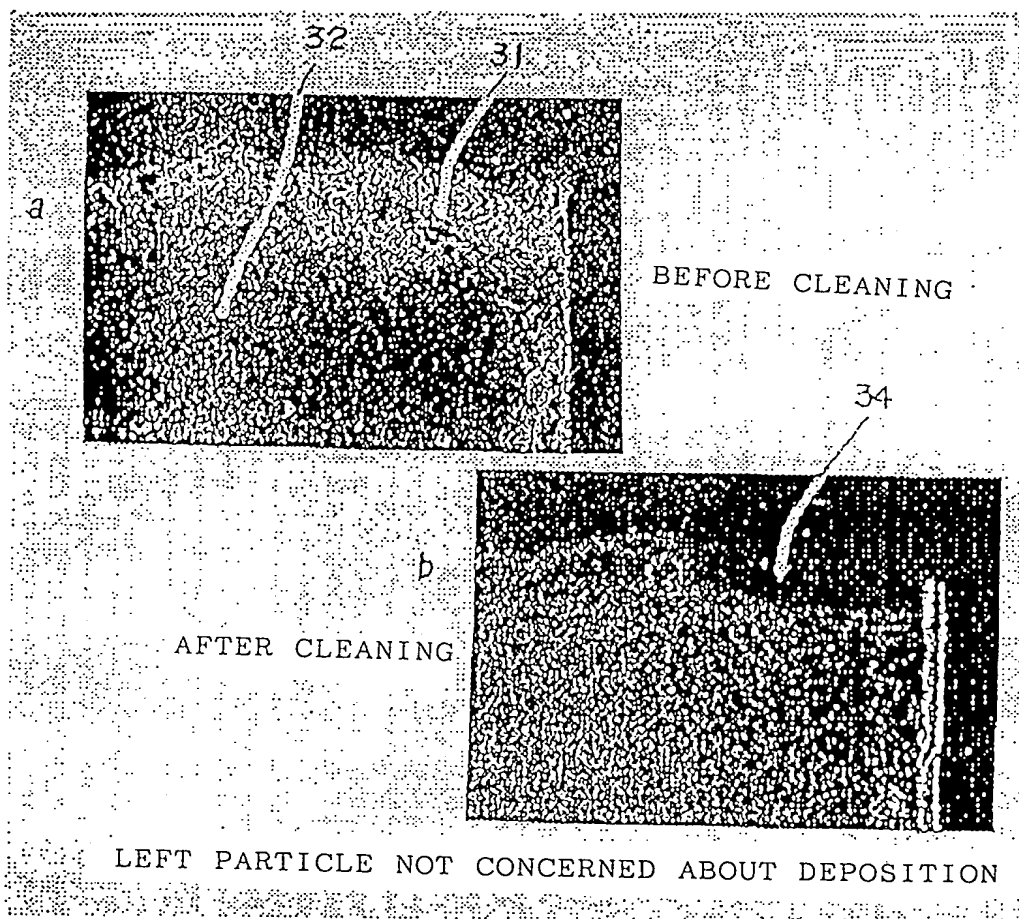 32
31
a
BEFORE CLEANING
34
b
AFTER CLEANING
LEFT PARTICLE NOT CONCERNED ABOUT DEPOSITION